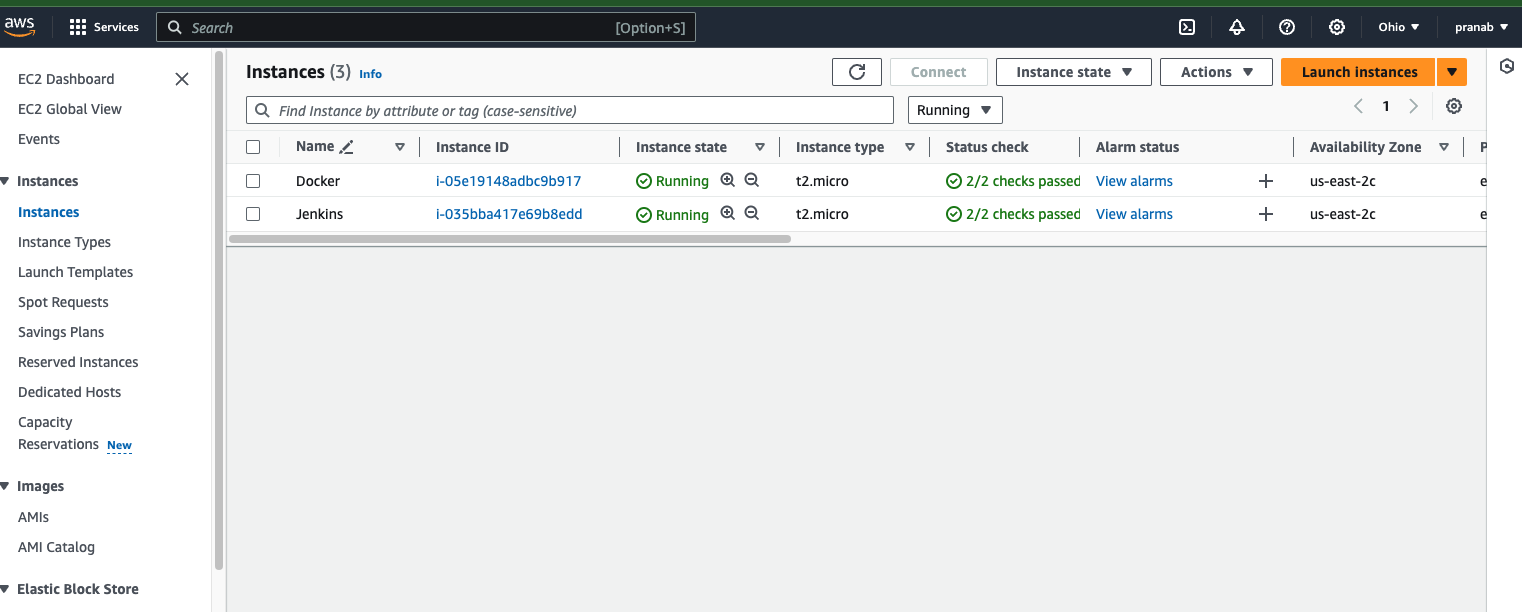 aws Services Search [Option+S] Ohio pranab
EC2 Dashboard
EC2 Global View
Events
Instances
Instances
Instance Types
Launch Templates
Spot Requests
Savings Plans
Reserved Instances
Dedicated Hosts
Capacity
Reservations New
Images
AMIs
AMI Catalog
Elastic Block Store
Instances (3) Info Connect Instance state Actions Launch instances
Find Instance by attribute or tag (case-sensitive) Running 1
Name Instance ID Instance state Instance type Status check Alarm status Availability Zone P
Docker i-05e19148adbc9b917 Running t2.micro 2/2 checks passed View alarms us-east-2c e
Jenkins i-035bba417e69b8edd Running t2.micro 2/2 checks passed View alarms us-east-2c e